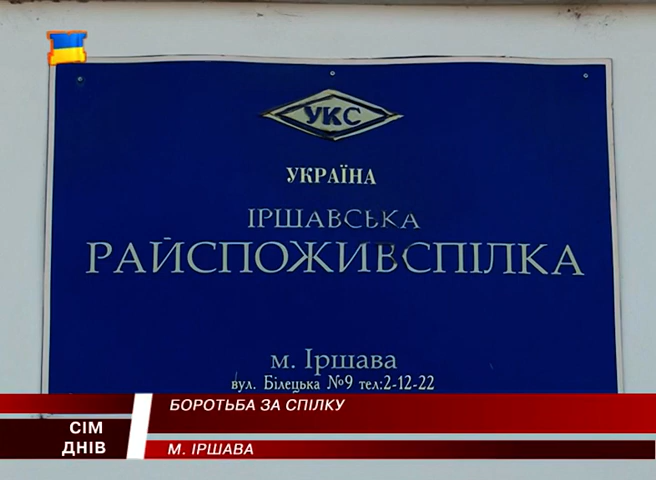 УКС
УКРАЇНА
ІРШАВСЬКА
РАЙСПОЖИВСПІЛКА
м. Іршава
вул. Білецька №9 тел:2-12-22
БОРОТЬБА ЗА СПІЛКУ
СІМ
ДНІВ
М. ІРШАВА